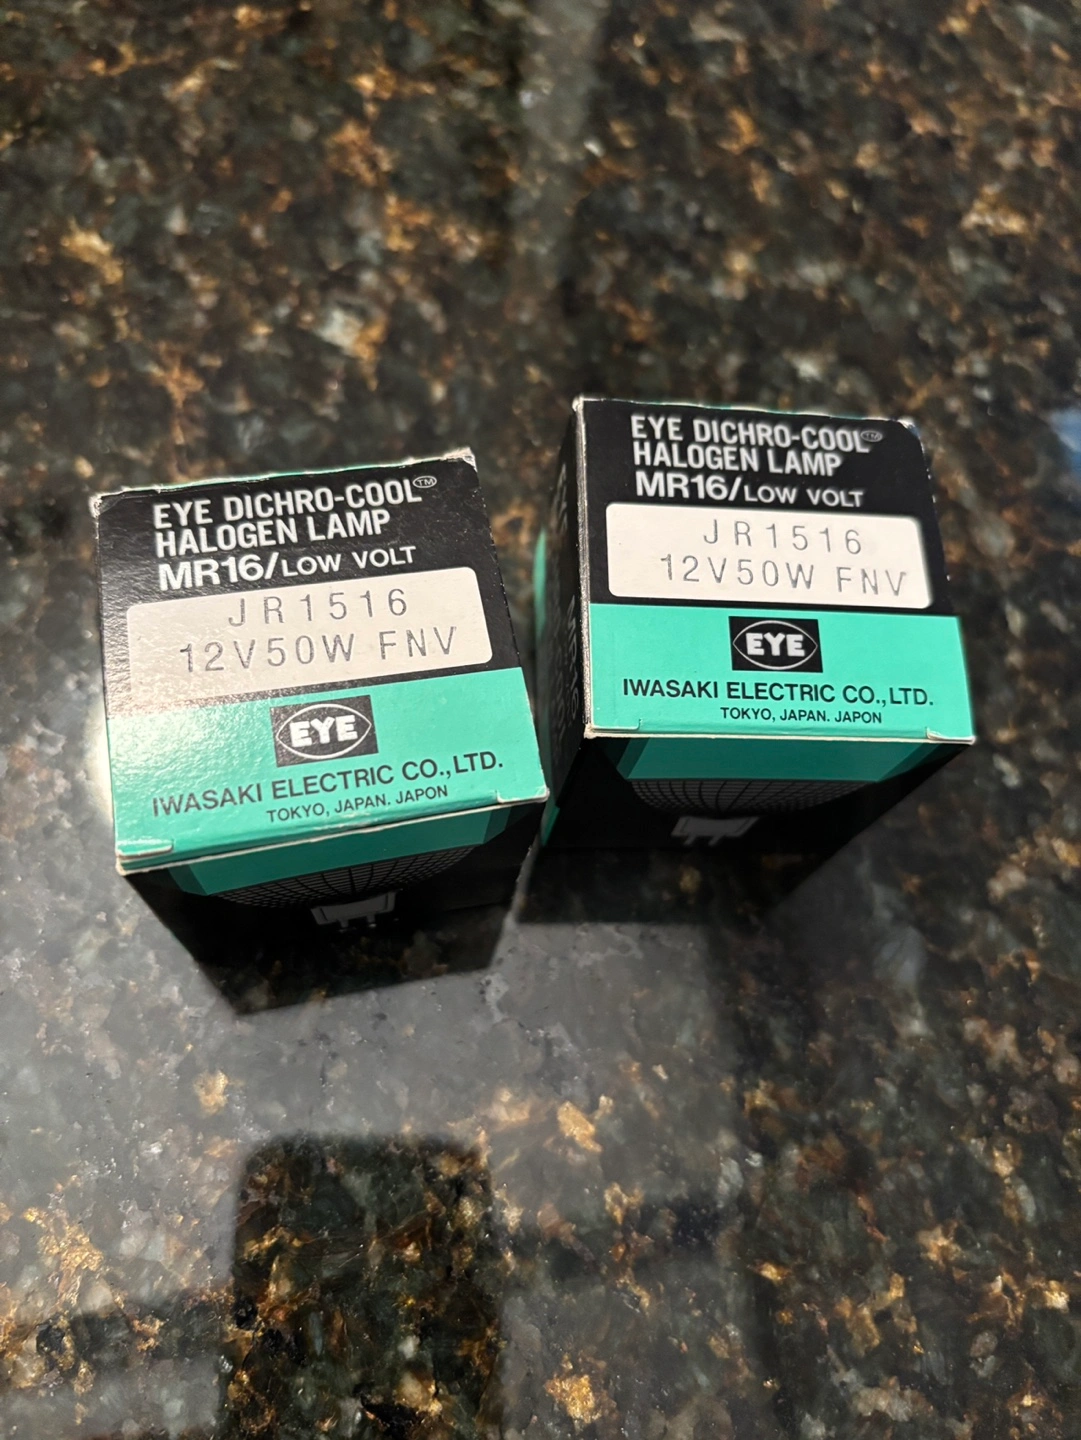 EYE DICHRO-COOL™
HALOGEN LAMP
MR16/LOW VOLT
JR1516
12V50W FNV
EYE
IWASAKI ELECTRIC CO.,LTD.
TOKYO, JAPAN. JAPON
EYE DICHRO-COOL™
HALOGEN LAMP
MR16/LOW VOLT
JR1516
12V50W FNV
EYE
IWASAKI ELECTRIC CO.,LTD.
TOKYO, JAPAN. JAPON